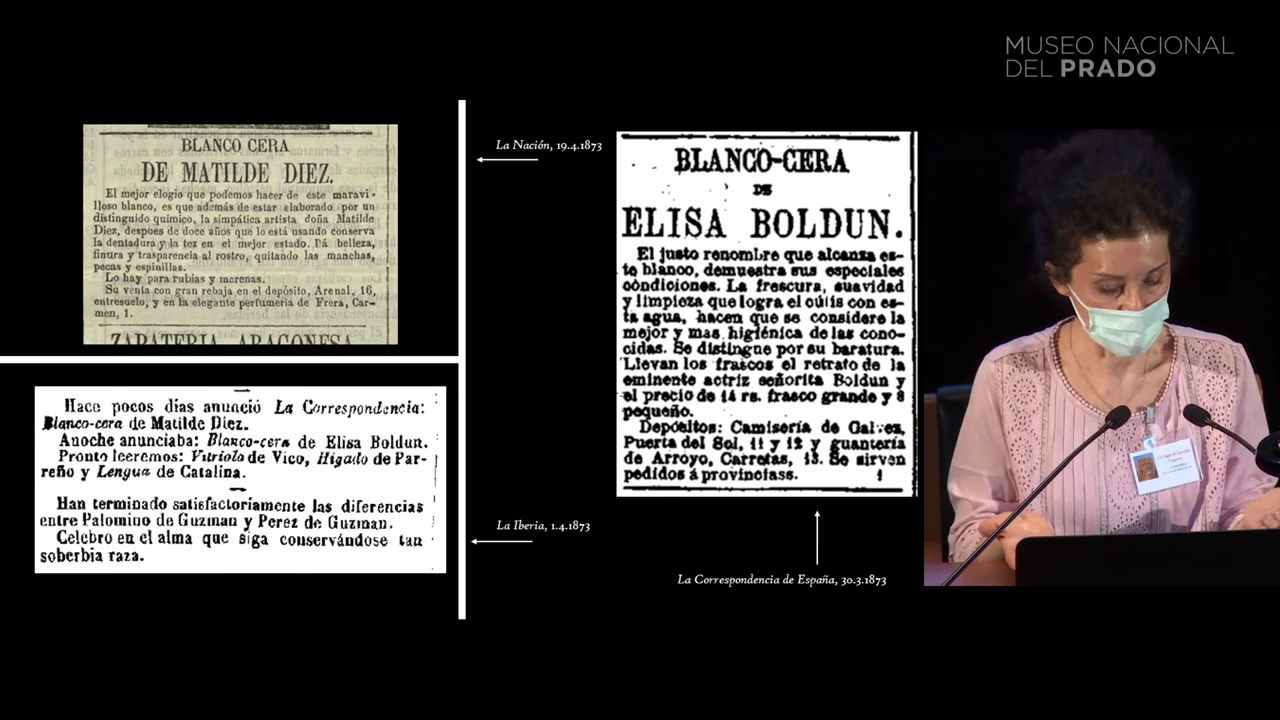 MUSEO NACIONAL
DEL PRADO
BLANCO CERA
DE MATILDE DIEZ.
El mejor elogio que podemos hacer de este maravi-
lloso blanco, es que además de estar elaborado por un
distinguido químico, la simpática artista doña Matilde
Diez, despues de doce años que lo está usando conserva
la dentadura y la tez en el mejor estado. Dá belleza,
finura y trasparencia al rostro, quitando las manchas,
pecas y espinillas.
Lo hay para rubias y morenas.
Su venta con gran rebaja en el depósito, Arenal, 16,
entresuelo, y en la elegante perfumería de Frera, Car-
men, 1.
ZAPATERIA ARAGONESA
La Nación, 19.4.1873
Hace pocos dias anunció La Correspondencia:
Blanco-cera de Matilde Diez.
Anoche anunciaba: Blanco-cera de Elisa Boldun.
Pronto leeremos: Vitriolo de Vico, Higado de Par-
reño y Lengua de Catalina.
Han terminado satisfactoriamente las diferencias
entre Palomino de Guzman y Perez de Guzman.
Celebro en el alma que siga conservándose tan
soberbia raza.
La Iberia, 1.4.1873
BLANCO-CERA
DE
ELISA BOLDUN.
El justo renombre que alcanza es-
te blanco, demuestra sus especiales
condiciones. La frescura, suavidad
y limpieza que logra el cútis con es-
ta agua, hacen que se considere la
mejor y mas higiénica de las cono-
cidas. Se distingue por su baratura.
Llevan los frascos el retrato de la
eminente actriz señorita Boldun y
el precio de 14 rs. frasco grande y 8
pequeño.
Depósitos: Camisería de Galvez,
Puerta del Sol, 11 y 12 y guantería
de Arroyo, Carretas, 13. Se sirven
pedidos á provinciass. 1
La Correspondencia de España, 30.3.1873